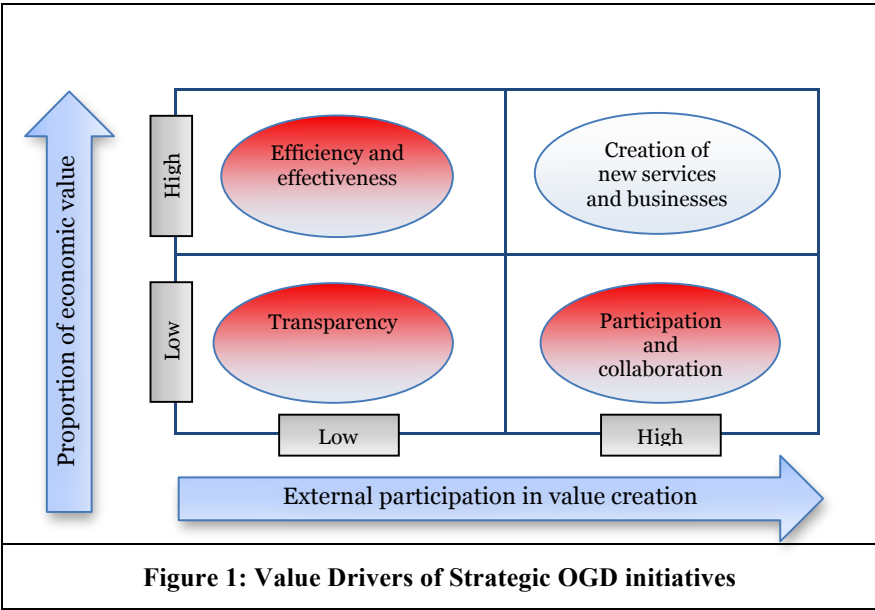 Proportion of economic value
High
Low
Efficiency and
effectiveness
Creation of
new services
and businesses
Transparency
Participation
and
collaboration
Low
High
External participation in value creation
Figure 1: Value Drivers of Strategic OGD initiatives